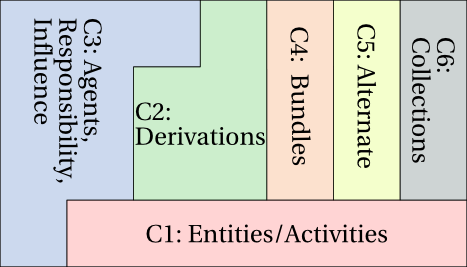 C3: Agents,
Responsibility,
Influence
C2:
Derivations
C4: Bundles
C5: Alternate
C6:
Collections
C1: Entities/Activities